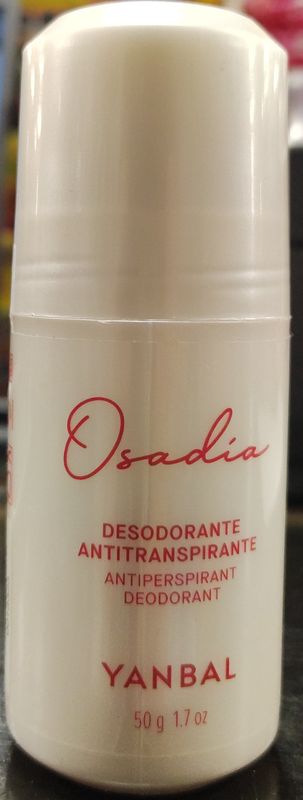 Osadía
DESODORANTE
ANTITRANSPIRANTE
ANTIPERSPIRANT
DEODORANT
YANBAL
50 g 1.7 oz